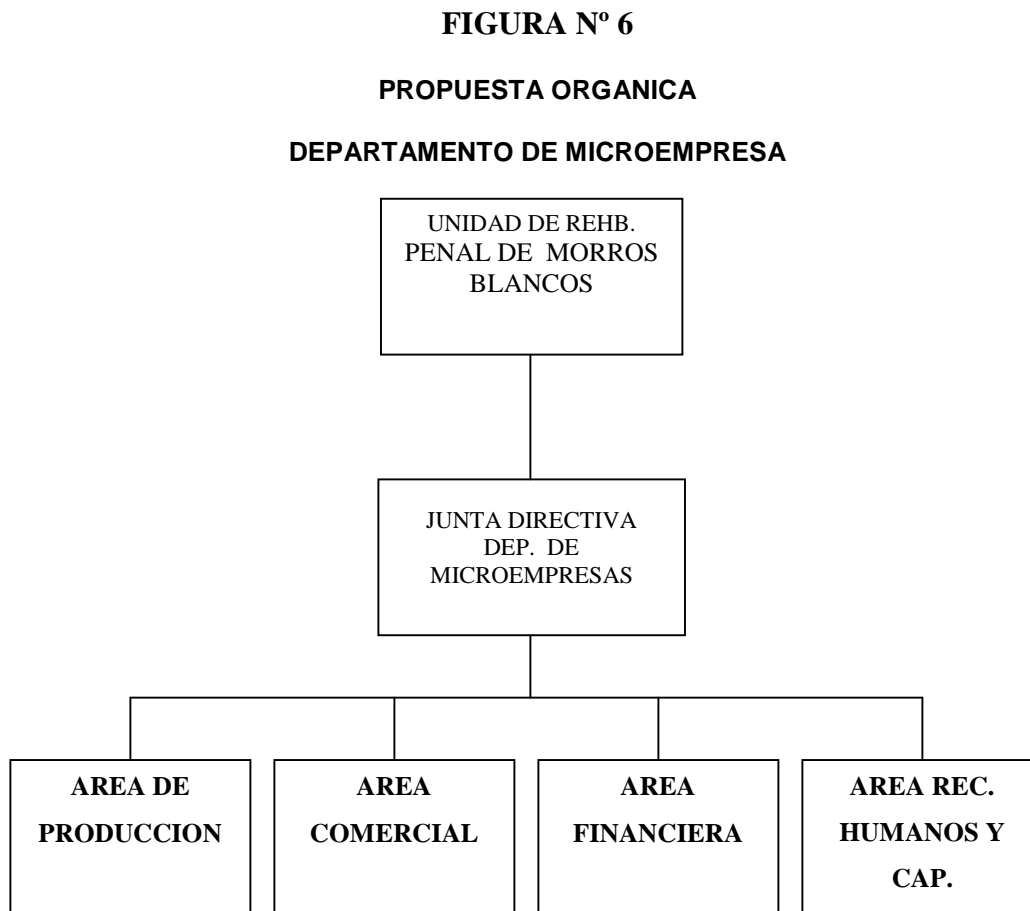 FIGURA Nº 6
PROPUESTA ORGANICA
DEPARTAMENTO DE MICROEMPRESA
UNIDAD DE REHB.
PENAL DE MORROS
BLANCOS
JUNTA DIRECTIVA
DEP. DE
MICROEMPRESAS
AREA DE
PRODUCCION
AREA
COMERCIAL
AREA
FINANCIERA
AREA REC.
HUMANOS Y
CAP.